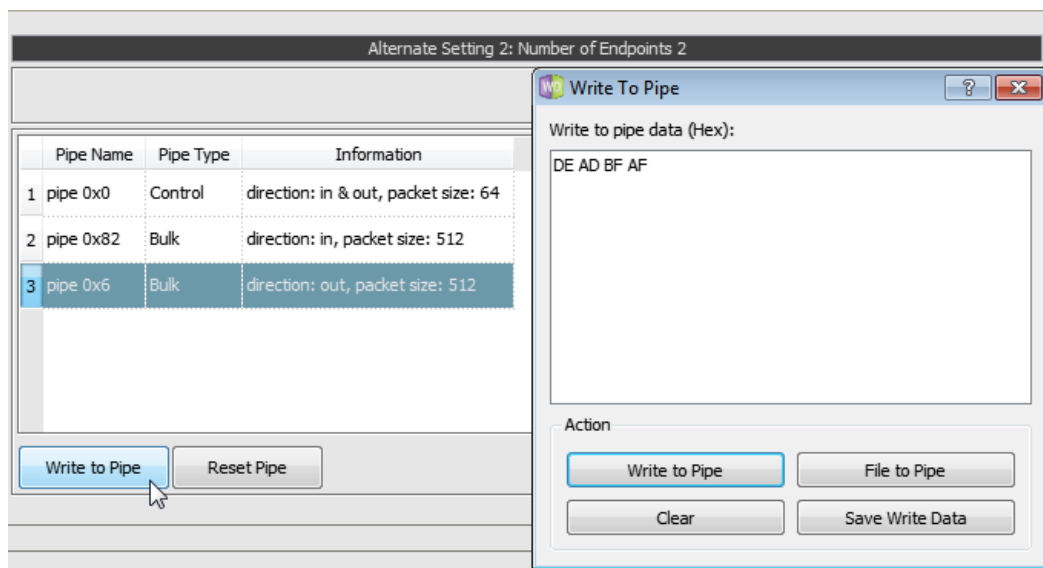 Alternate Setting 2: Number of Endpoints 2
Pipe Name Pipe Type Information
1 pipe 0x0 Control direction: in & out, packet size: 64
2 pipe 0x82 Bulk direction: in, packet size: 512
3 pipe 0x6 Bulk direction: out, packet size: 512
Write to Pipe Reset Pipe
WD Write To Pipe ?
Write to pipe data (Hex):
DE AD BF AF
Action
Write to Pipe File to Pipe
Clear Save Write Data